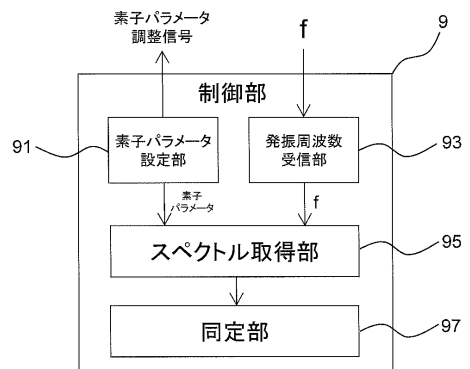 素子パラメータ
調整信号
f
9
制御部
91
素子パラメータ
設定部
発振周波数
受信部
93
素子
パラメータ
f
スペクトル取得部
95
同定部
97